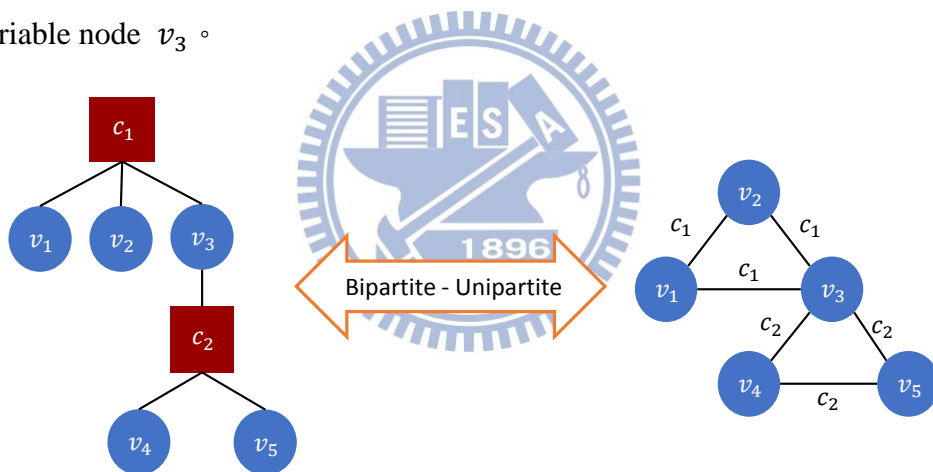 riable node v₃。
c₁
v₁ v₂ v₃
c₂
v₄ v₅
E S A
1896
Bipartite - Unipartite
v₂
c₁ c₁
v₁ c₁ v₃
c₂ c₂
v₄ c₂ v₅